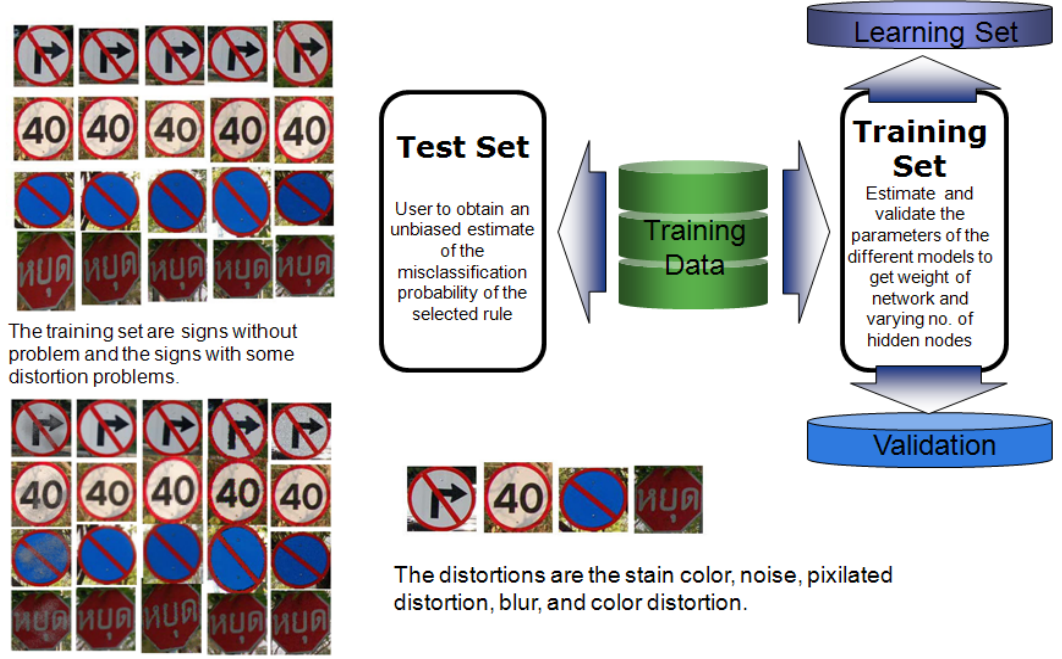 40 40 40 40 40
หยุด หยุด หยุด หยุด หยุด
The training set are signs without
problem and the signs with some
distortion problems.
40 40 40 40 40
หยุด หยุด หยุด หยุด หยุด
Test Set
User to obtain an
unbiased estimate
of the
misclassification
probability of the
selected rule
Training
Data
Learning Set
Training
Set
Estimate and
validate the
parameters of the
different models to
get weight of
network and
varying no. of
hidden nodes
Validation
40 หยุด
The distortions are the stain color, noise, pixilated
distortion, blur, and color distortion.